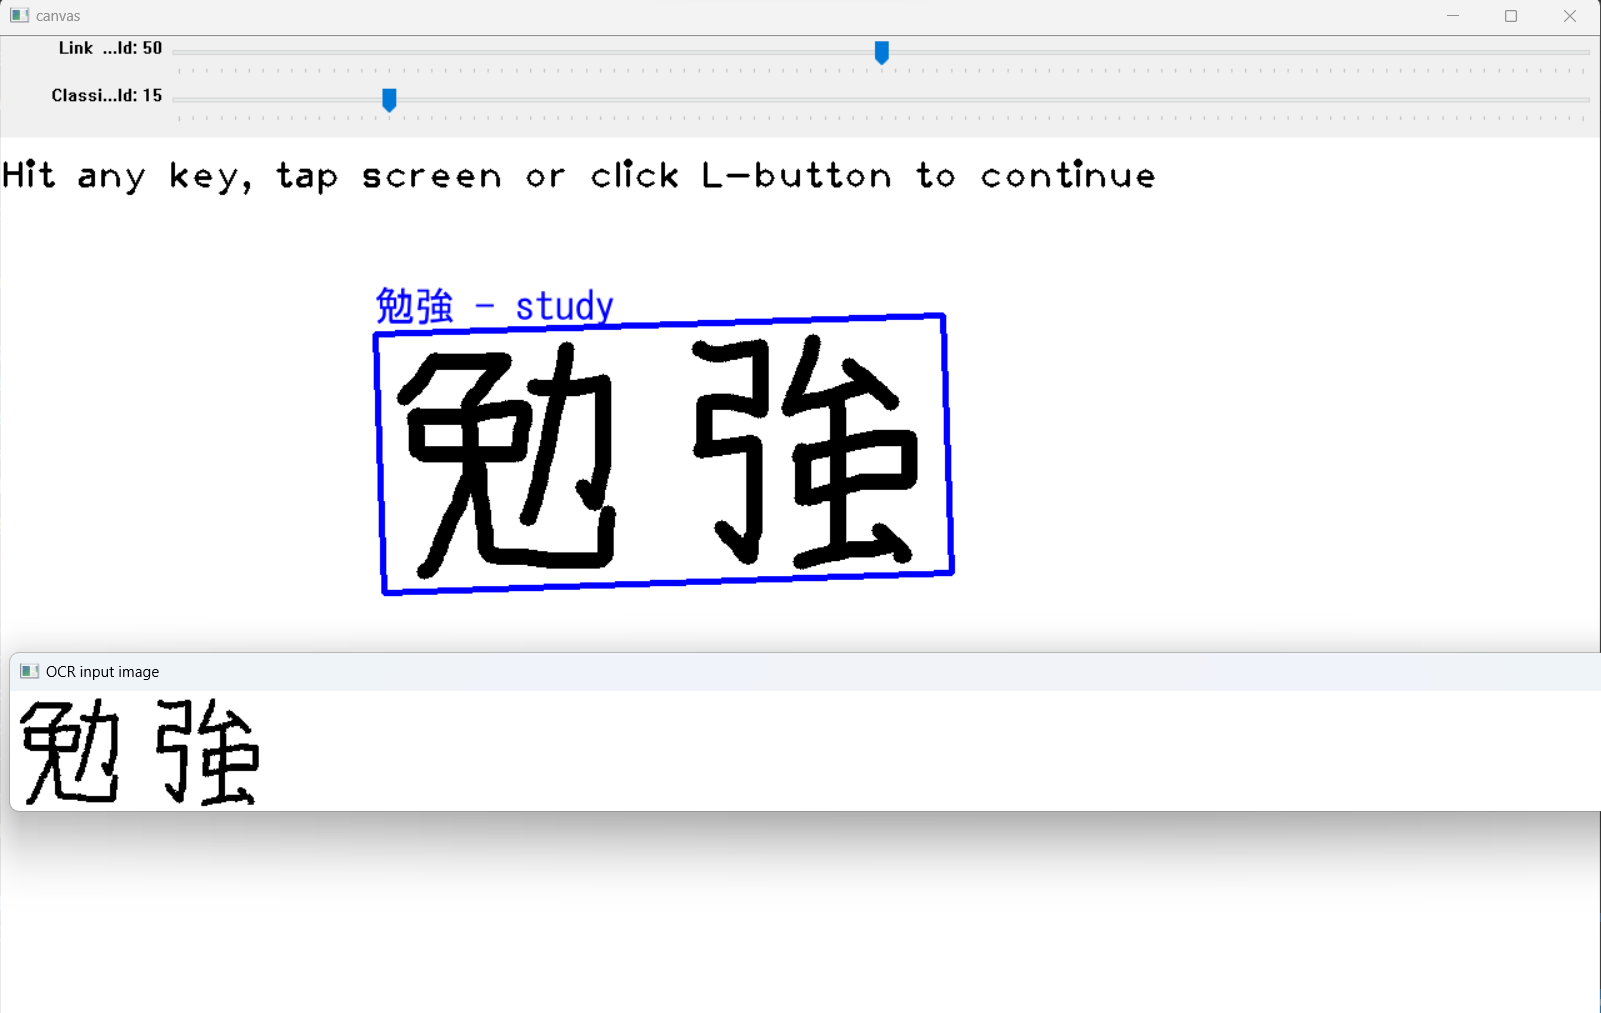 canvas
Link ...ld: 50
Classi...ld: 15
Hit any key, tap screen or click L-button to continue
勉強 - study
勉強
OCR input image
勉強